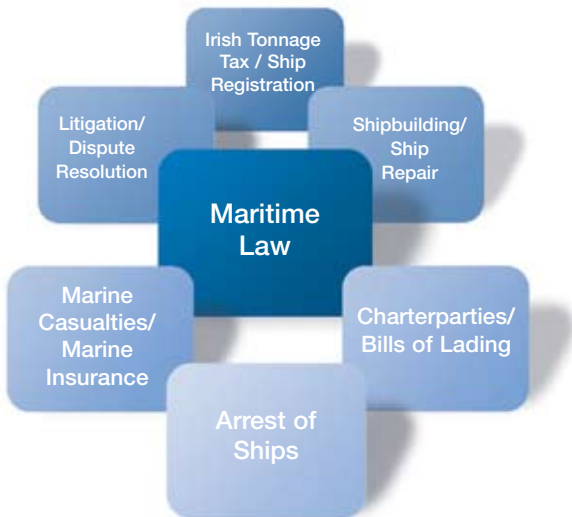 Irish Tonnage
Tax / Ship
Registration
Litigation/
Dispute
Resolution
Shipbuilding/
Ship
Repair
Maritime
Law
Marine
Casualties/
Marine
Insurance
Charterparties/
Bills of Lading
Arrest of
Ships